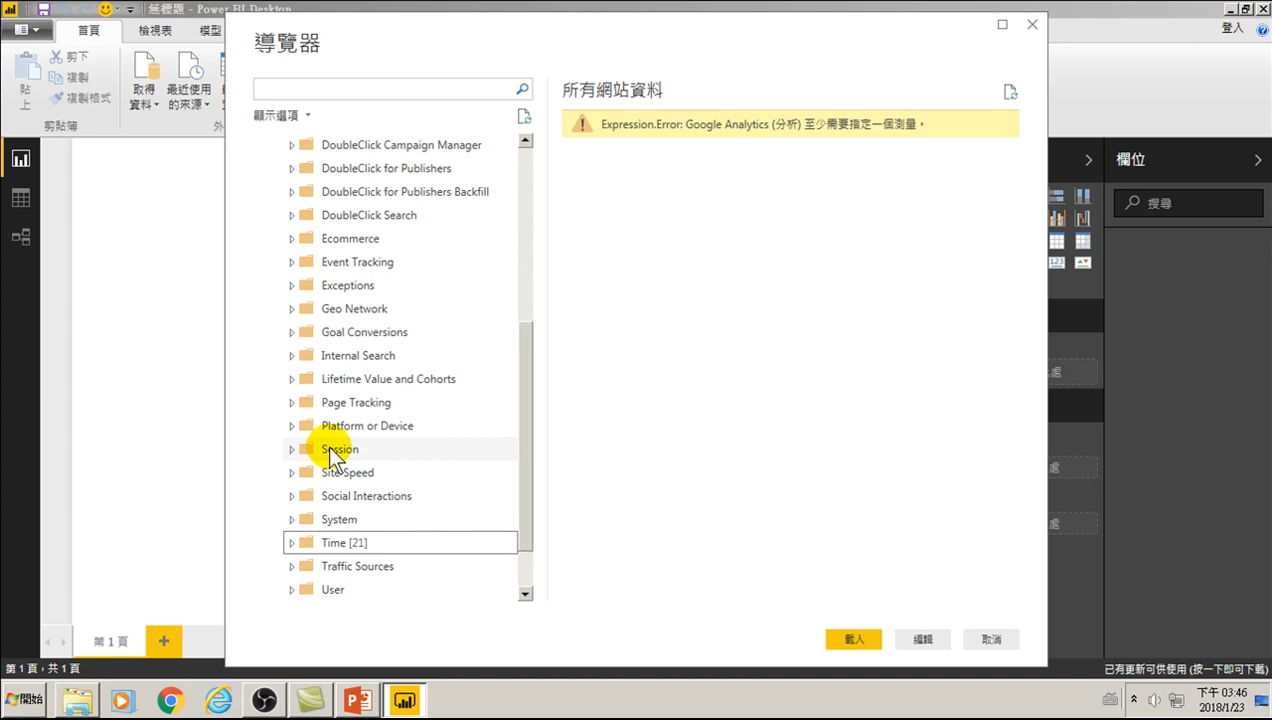 無標題 - Power BI Desktop
首頁
檢視表
模型
登入
剪下
複製
複製格式
貼
上
剪貼簿
取得
資料
最近使用
的來源
導覽器
顯示選項
DoubleClick Campaign Manager
DoubleClick for Publishers
DoubleClick for Publishers Backfill
DoubleClick Search
Ecommerce
Event Tracking
Exceptions
Geo Network
Goal Conversions
Internal Search
Lifetime Value and Cohorts
Page Tracking
Platform or Device
Session
Site Speed
Social Interactions
System
Time [21]
Traffic Sources
User
所有網站資料
Expression.Error: Google Analytics (分析) 至少需要指定一個測量。
載入
編輯
取消
欄位
搜尋
123
處
處
處
第 1 頁
第 1 頁，共 1 頁
已有更新可供使用 (按一下即可下載)
開始
下午 03:46
2018/1/23